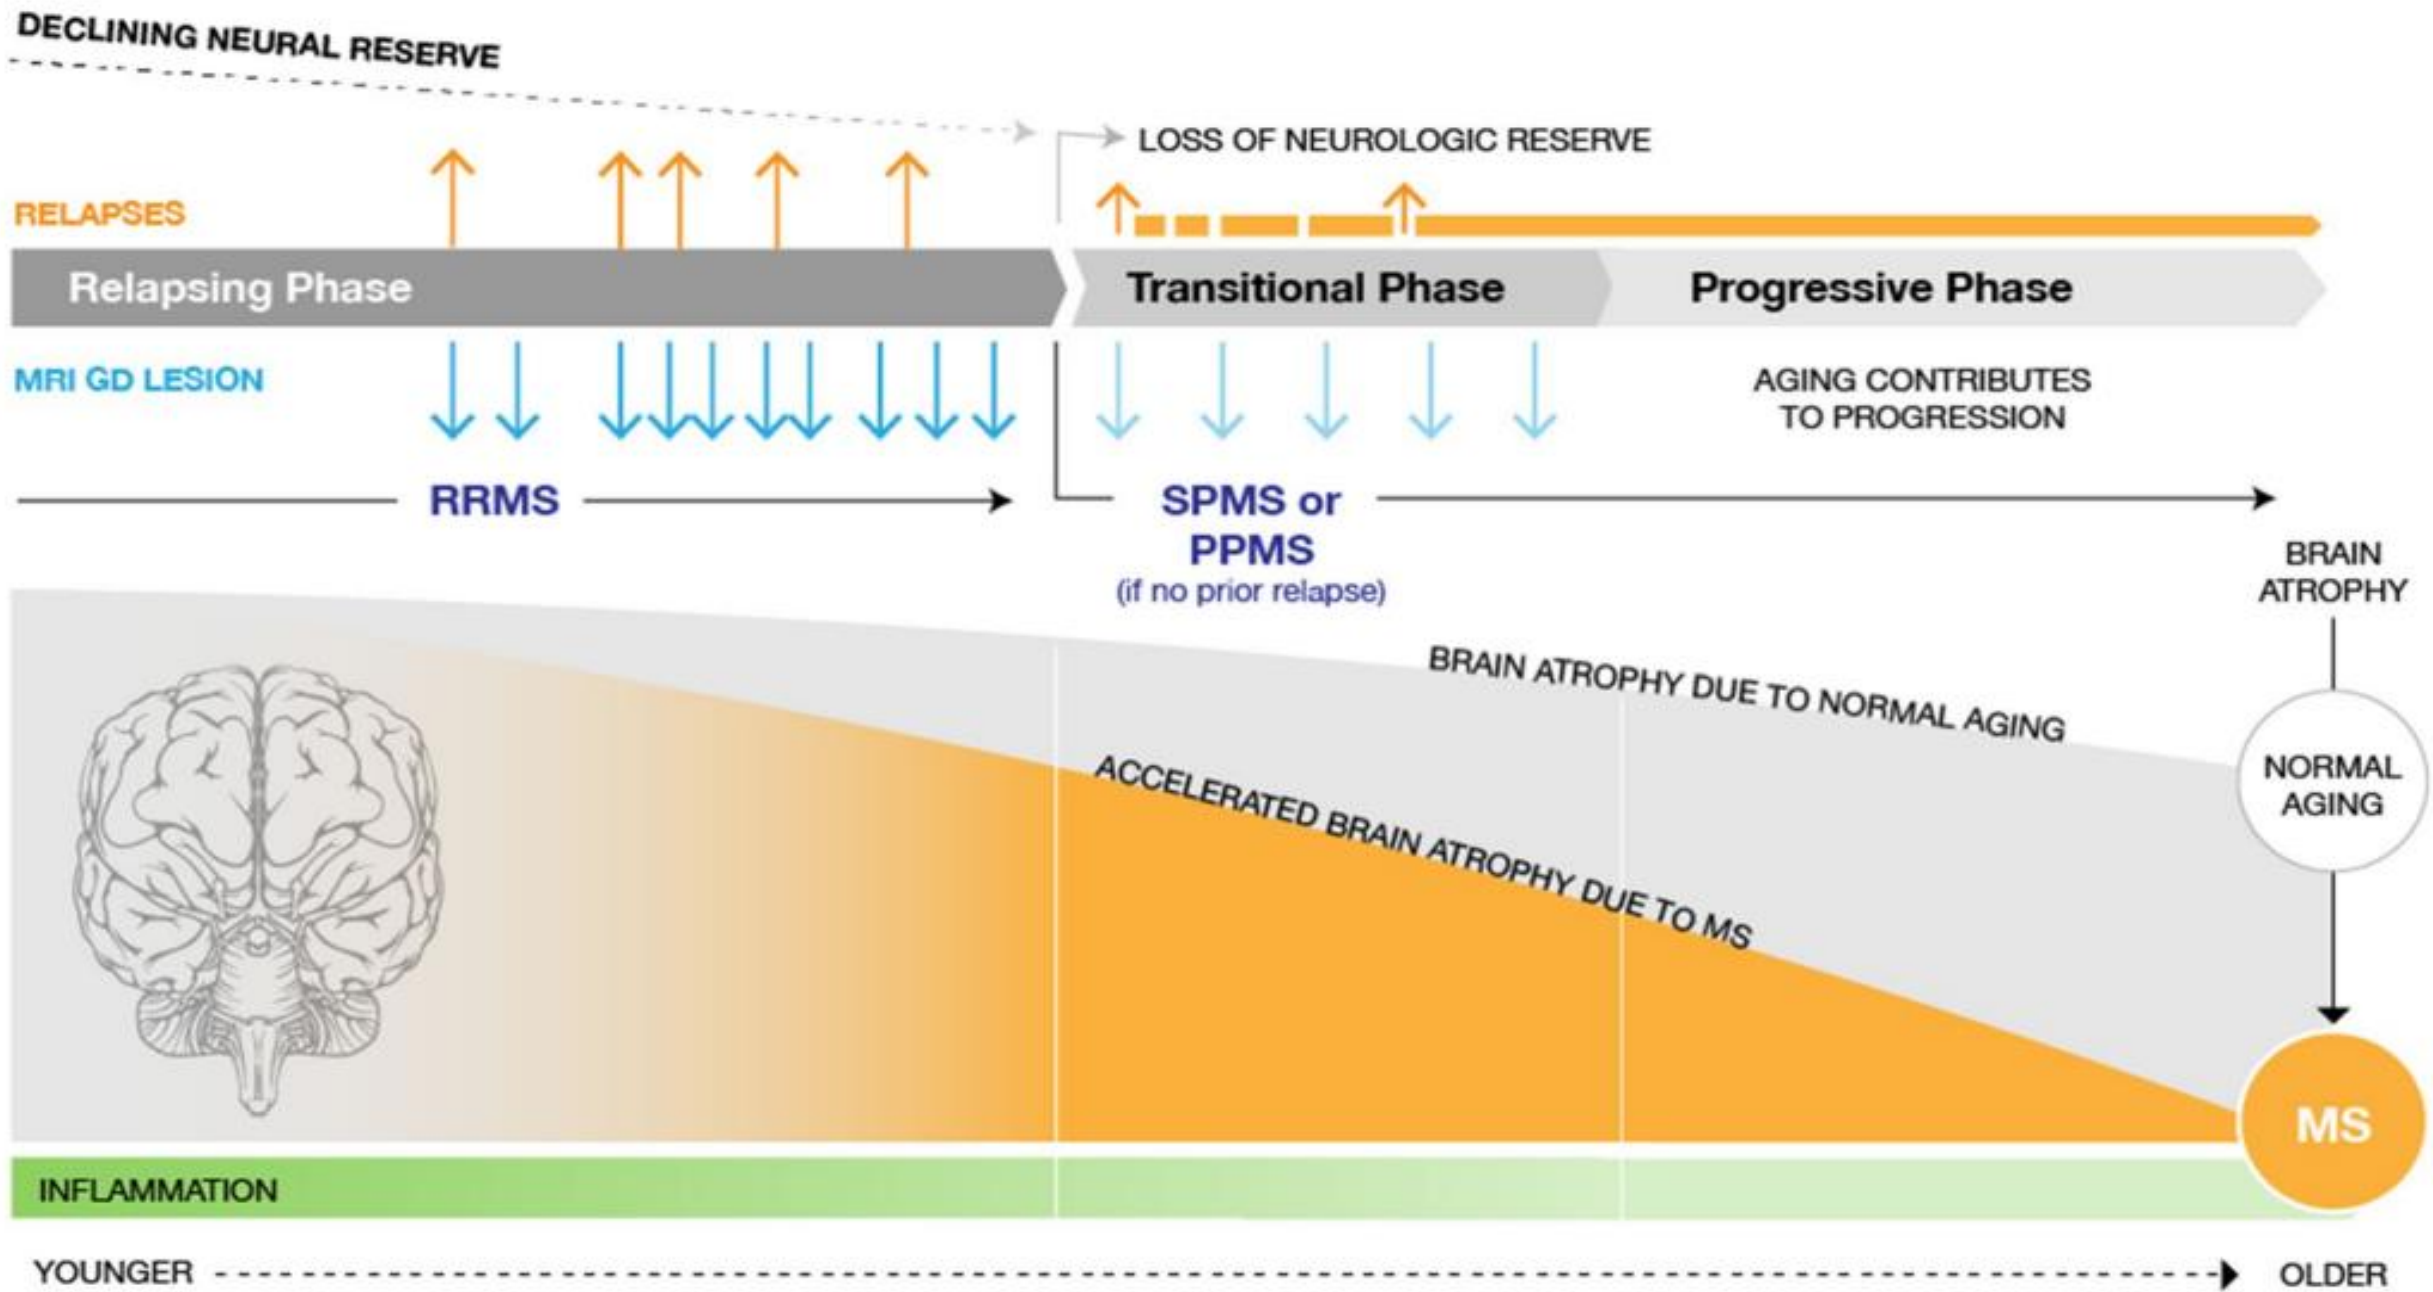 DECLINING NEURAL RESERVE
LOSS OF NEUROLOGIC RESERVE
RELAPSES
Relapsing Phase
Transitional Phase
Progressive Phase
MRI GD LESION
AGING CONTRIBUTES
TO PROGRESSION
RRMS
SPMS or
PPMS
(if no prior relapse)
BRAIN
ATROPHY
BRAIN ATROPHY DUE TO NORMAL AGING
NORMAL
AGING
ACCELERATED BRAIN ATROPHY DUE TO MS
MS
INFLAMMATION
YOUNGER
OLDER